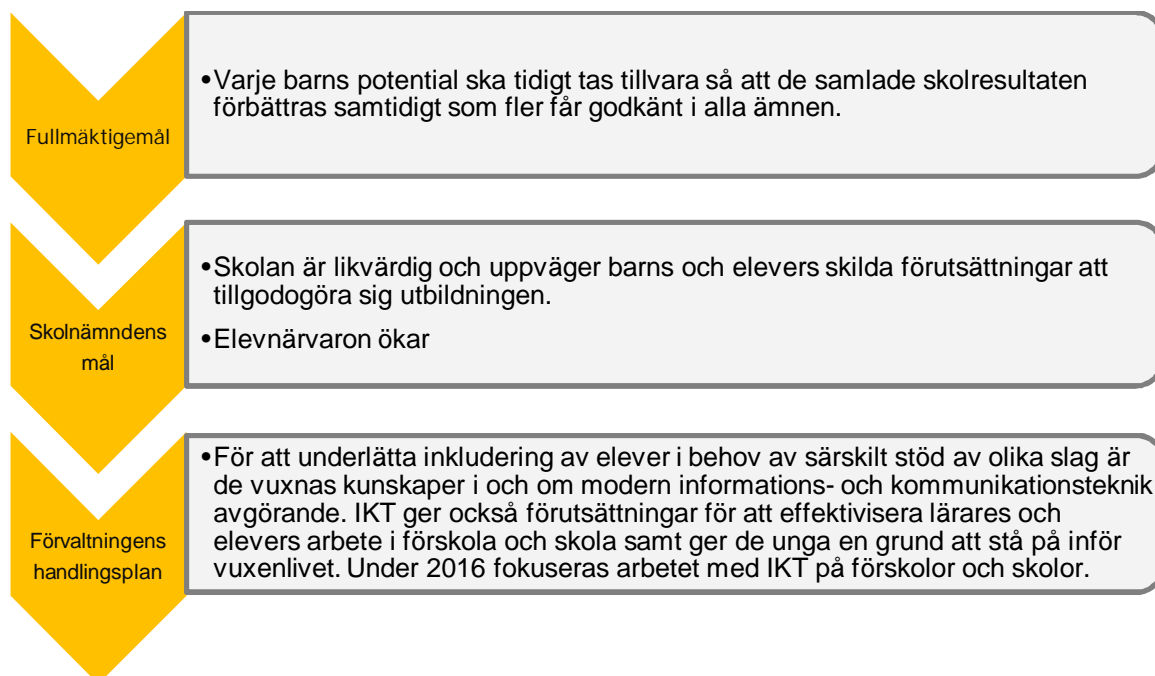 Fullmäktigemål
•Varje barns potential ska tidigt tas tillvara så att de samlade skolresultaten
förbättras samtidigt som fler får godkänt i alla ämnen.
Skolnämndens
mål
•Skolan är likvärdig och uppväger barns och elevers skilda förutsättningar att
tillgodogöra sig utbildningen.
•Elevnärvaron ökar
Förvaltningens
handlingsplan
•För att underlätta inkludering av elever i behov av särskilt stöd av olika slag är
de vuxnas kunskaper i och om modern informations- och kommunikationsteknik
avgörande. IKT ger också förutsättningar för att effektivisera lärares och
elevers arbete i förskola och skola samt ger de unga en grund att stå på inför
vuxenlivet. Under 2016 fokuseras arbetet med IKT på förskolor och skolor.